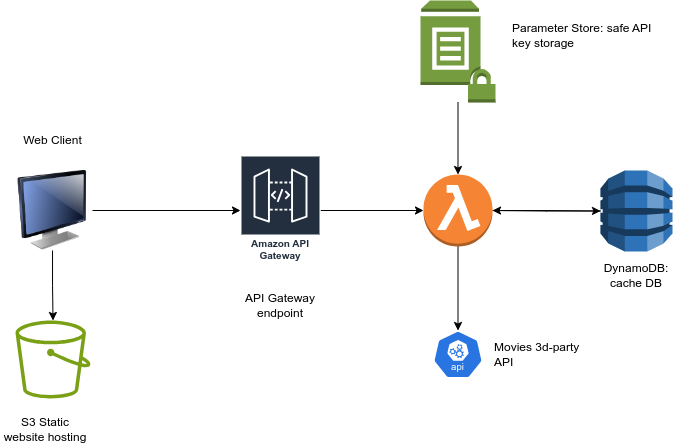 Parameter Store: safe API
key storage
Web Client
Amazon API
Gateway
API Gateway
endpoint
DynamoDB:
cache DB
Movies 3d-party
API
api
S3 Static
website hosting